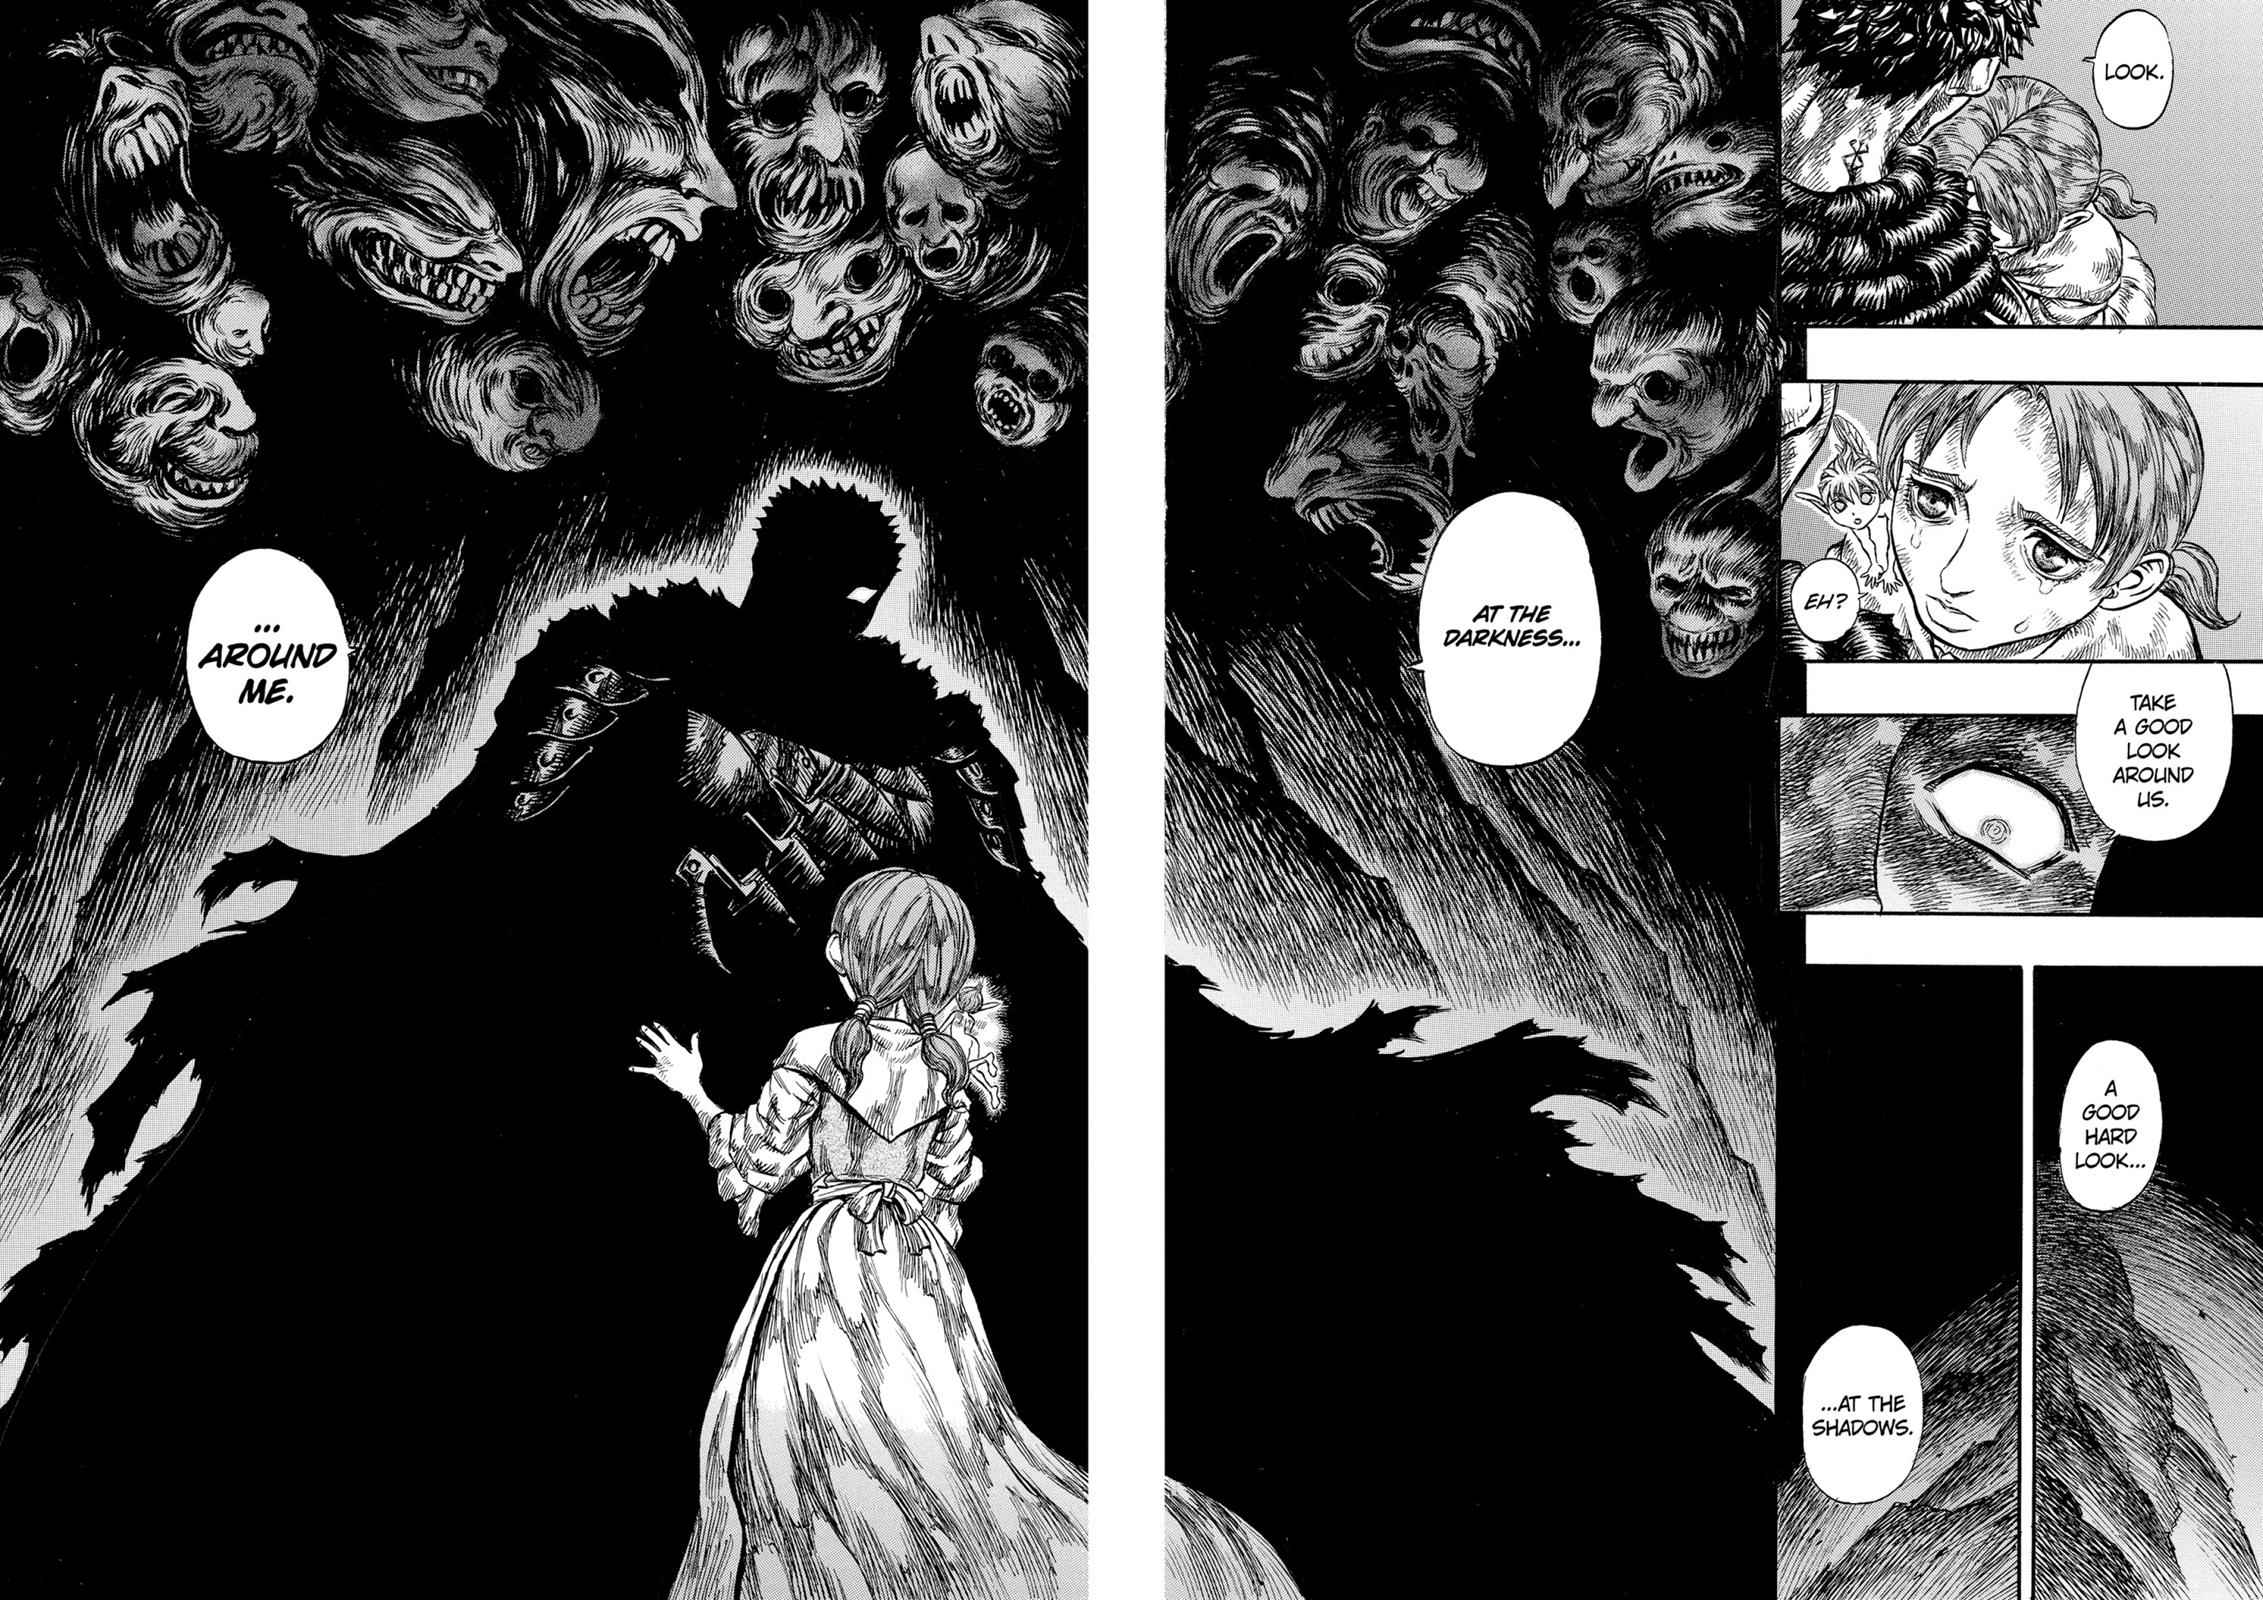 LOOK.
EH?
TAKE
A GOOD
LOOK
AROUND
US.
A
GOOD
HARD
LOOK...
...AT THE
SHADOWS.
AT THE
DARKNESS...
...
AROUND
ME.